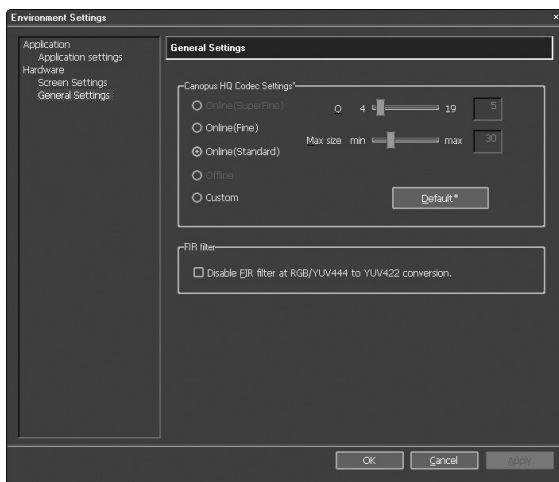 Environment Settings
×
Application
Application settings
Hardware
Screen Settings
General Settings
General Settings
Canopus HQ Codec Settings*
Online(SuperFine)
Online(Fine)
Online(Standard)
Offline
Custom
Q 4 19 5
Max size min max 30
Default*
FIR filter
Disable FIR filter at RGB/YUV444 to YUV422 conversion.
OK Cancel Apply